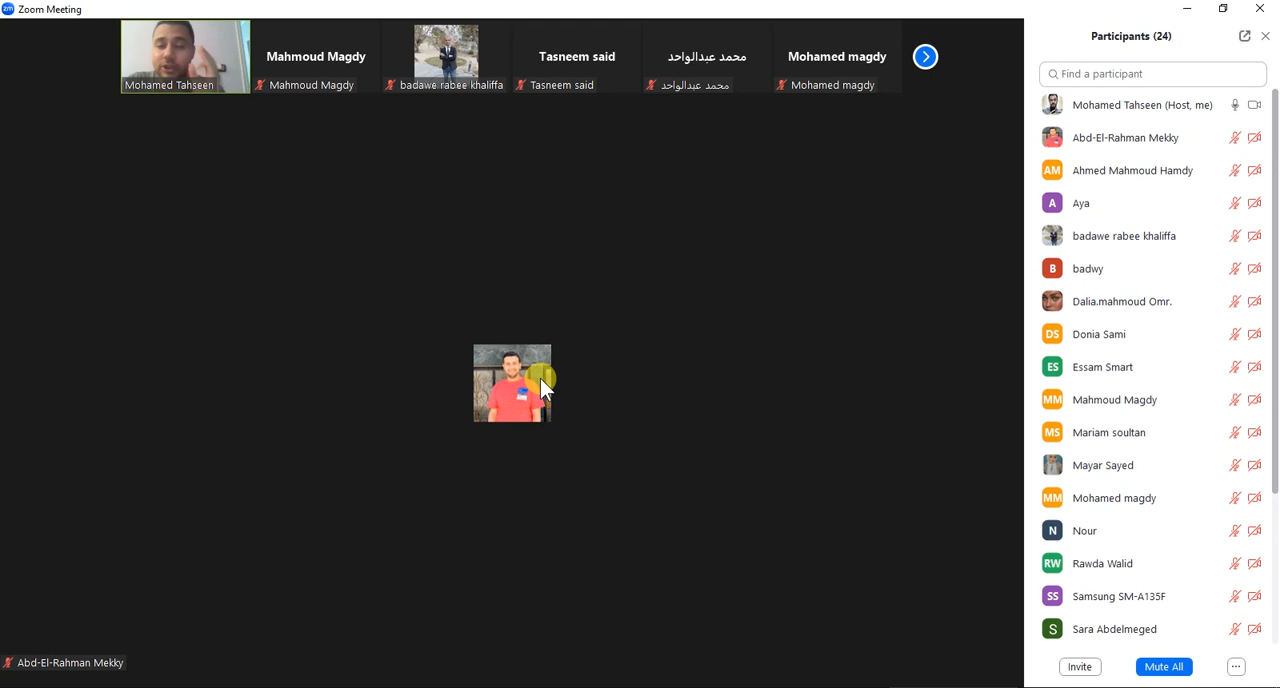 zm Zoom Meeting
Mahmoud Magdy
Tasneem said
محمد عبدالواحد
Mohamed magdy
Mohamed Tahseen
Mahmoud Magdy
badawe rabee khaliffa
Tasneem said
محمد عبدالواحد
Mohamed magdy
Abd-El-Rahman Mekky
Participants (24)
Find a participant
Mohamed Tahseen (Host, me)
Abd-El-Rahman Mekky
AM Ahmed Mahmoud Hamdy
A Aya
badawe rabee khaliffa
B badwy
Dalia.mahmoud Omr.
DS Donia Sami
ES Essam Smart
MM Mahmoud Magdy
MS Mariam soultan
Mayar Sayed
MM Mohamed magdy
N Nour
RW Rawda Walid
SS Samsung SM-A135F
S Sara Abdelmeged
Invite Mute All ...